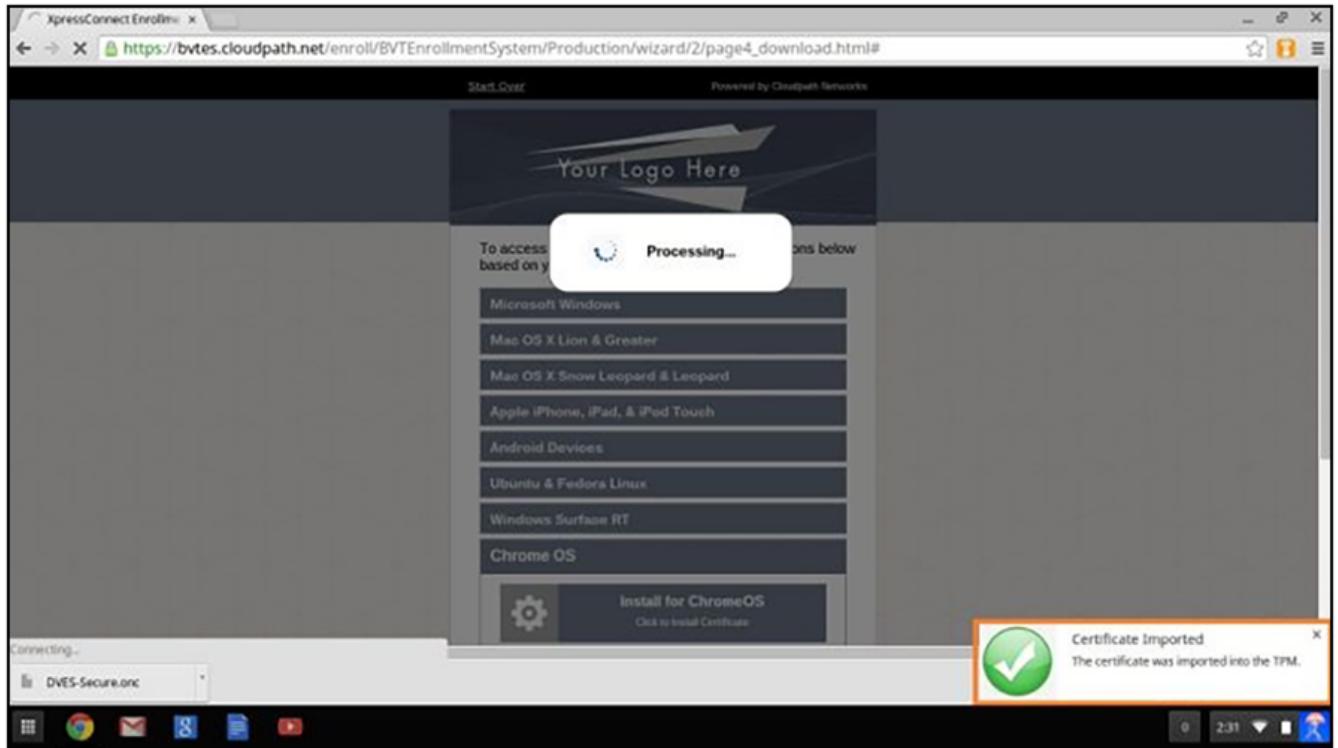 XpressConnect Enrollme
https://bvtes.cloudpath.net/enroll/BVTEnrollmentSystem/Production/wizard/2/page4_download.html#
Start Over
Powered by Cloudpath Networks
Your Logo Here
To access
ons below
based on y
Processing...
Microsoft Windows
Mac OS X Lion & Greater
Mac OS X Snow Leopard & Leopard
Apple iPhone, iPad, & iPod Touch
Android Devices
Ubuntu & Fedora Linux
Windows Surface RT
Chrome OS
Install for ChromeOS
Click to Install Certificate
Certificate Imported
The certificate was imported into the TPM.
Connecting...
DVES-Secure.onc
8
0
2:31